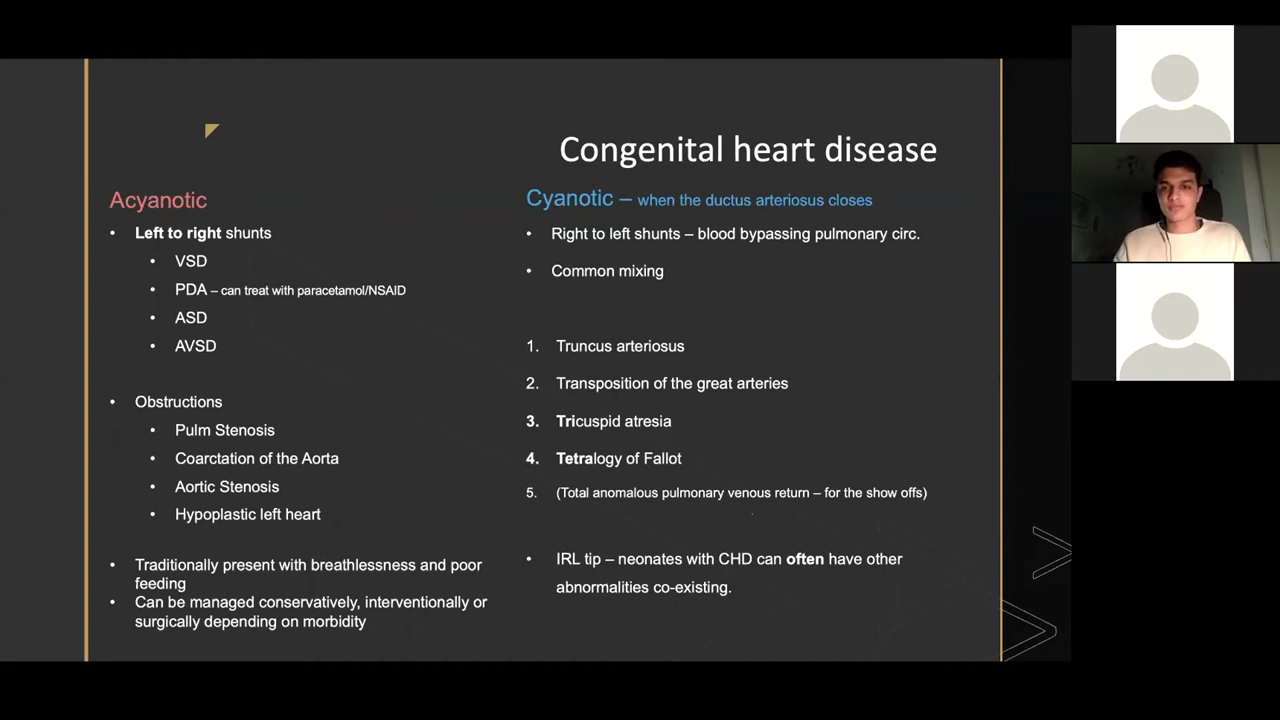 Congenital heart disease
Acyanotic
• Left to right shunts
• VSD
• PDA – can treat with paracetamol/NSAID
• ASD
• AVSD
• Obstructions
• Pulm Stenosis
• Coarctation of the Aorta
• Aortic Stenosis
• Hypoplastic left heart
• Traditionally present with breathlessness and poor
feeding
• Can be managed conservatively, interventionally or
surgically depending on morbidity
Cyanotic – when the ductus arteriosus closes
• Right to left shunts – blood bypassing pulmonary circ.
• Common mixing
1. Truncus arteriosus
2. Transposition of the great arteries
3. Tricuspid atresia
4. Tetralogy of Fallot
5. (Total anomalous pulmonary venous return – for the show offs)
• IRL tip – neonates with CHD can often have other
abnormalities co-existing.